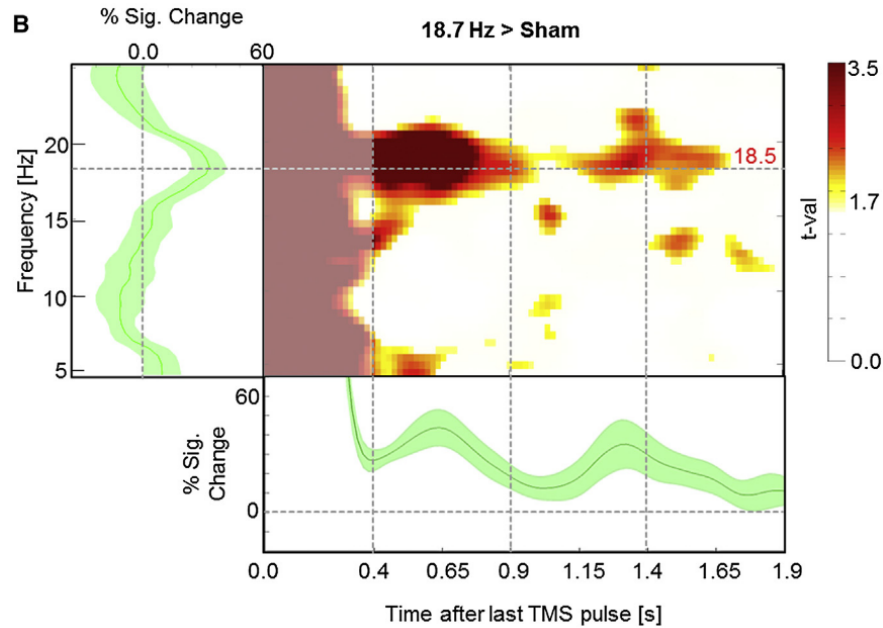 B
% Sig. Change
0.0 60
18.7 Hz > Sham
Frequency [Hz]
20
15
10
5
18.5
3.5
1.7
0.0
t-val
% Sig.
Change
60
0
0.0 0.4 0.65 0.9 1.15 1.4 1.65 1.9
Time after last TMS pulse [s]